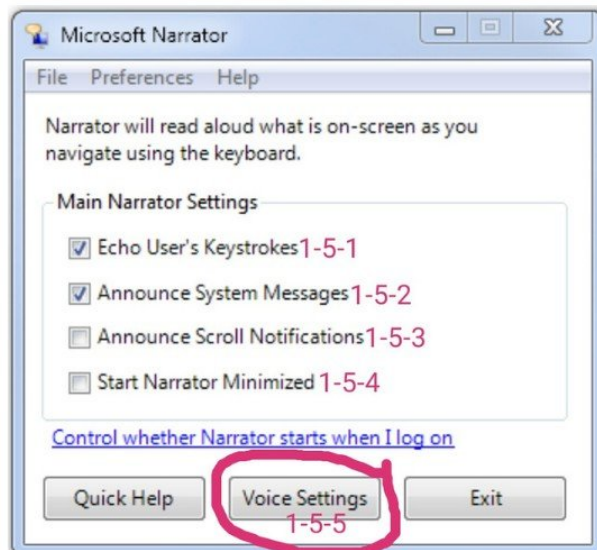 Microsoft Narrator
File Preferences Help
Narrator will read aloud what is on-screen as you
navigate using the keyboard.
Main Narrator Settings
Echo User's Keystrokes 1-5-1
Announce System Messages 1-5-2
Announce Scroll Notifications 1-5-3
Start Narrator Minimized 1-5-4
Control whether Narrator starts when I log on
Quick Help Voice Settings Exit
1-5-5